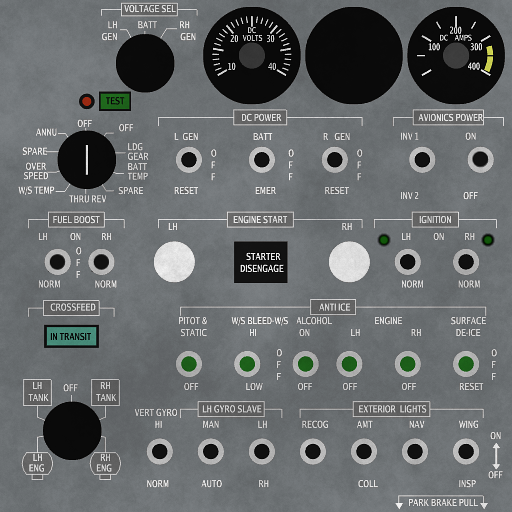 VOLTAGE SEL
LH GEN
BATT
RH GEN
DC VOLTS
10
20
30
40
DC AMPS
100
200
300
400
TEST
OFF
OFF
ANNU
SPARE
OVER SPEED
W/S TEMP
THRU REV
SPARE
BATT TEMP
LDG GEAR
DC POWER
L GEN
BATT
R GEN
OFF
OFF
OFF
RESET
EMER
RESET
AVIONICS POWER
INV 1
ON
INV 2
OFF
FUEL BOOST
LH
ON
RH
OFF
NORM
NORM
ENGINE START
LH
RH
STARTER
DISENGAGE
IGNITION
LH
ON
RH
NORM
NORM
CROSSFEED
IN TRANSIT
ANTI ICE
PITOT &
STATIC
W/S BLEED-W/S
HI
ALCOHOL
ON
ENGINE
LH
RH
SURFACE
DE-ICE
OFF
OFF
OFF
LOW
OFF
OFF
OFF
RESET
LH TANK
OFF
RH TANK
LH ENG
RH ENG
VERT GYRO
HI
NORM
LH GYRO SLAVE
MAN
LH
AUTO
RH
EXTERIOR LIGHTS
RECOG
AMT
NAV
WING
COLL
INSP
ON
OFF
PARK BRAKE PULL